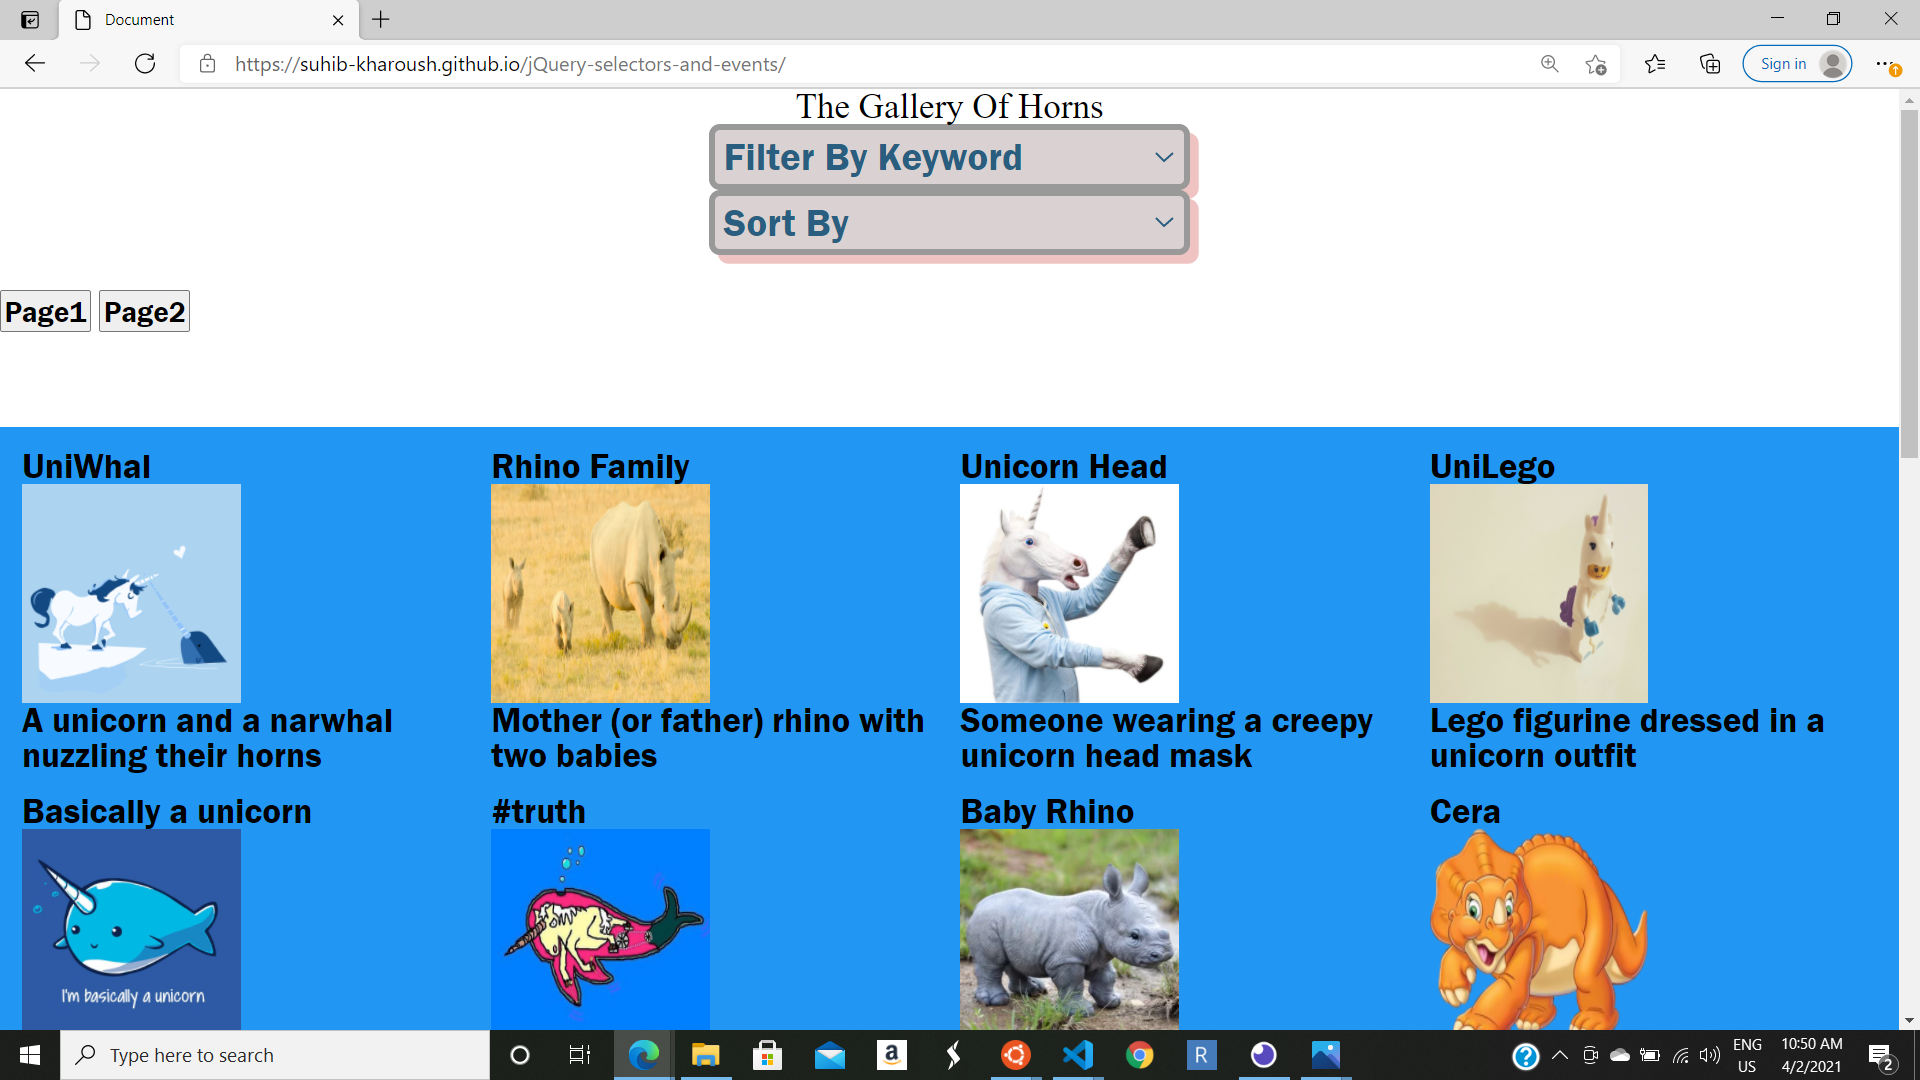 Document
https://suhib-kharoush.github.io/jQuery-selectors-and-events/
Sign in
The Gallery Of Horns
Filter By Keyword
Sort By
Page1 Page2
UniWhal
Rhino Family
Unicorn Head
UniLego
A unicorn and a narwhal
nuzzling their horns
Mother (or father) rhino with
two babies
Someone wearing a creepy
unicorn head mask
Lego figurine dressed in a
unicorn outfit
Basically a unicorn
#truth
Baby Rhino
Cera
I'm basically a unicorn
Type here to search
a
R
ENG
US
10:50 AM
4/2/2021
2